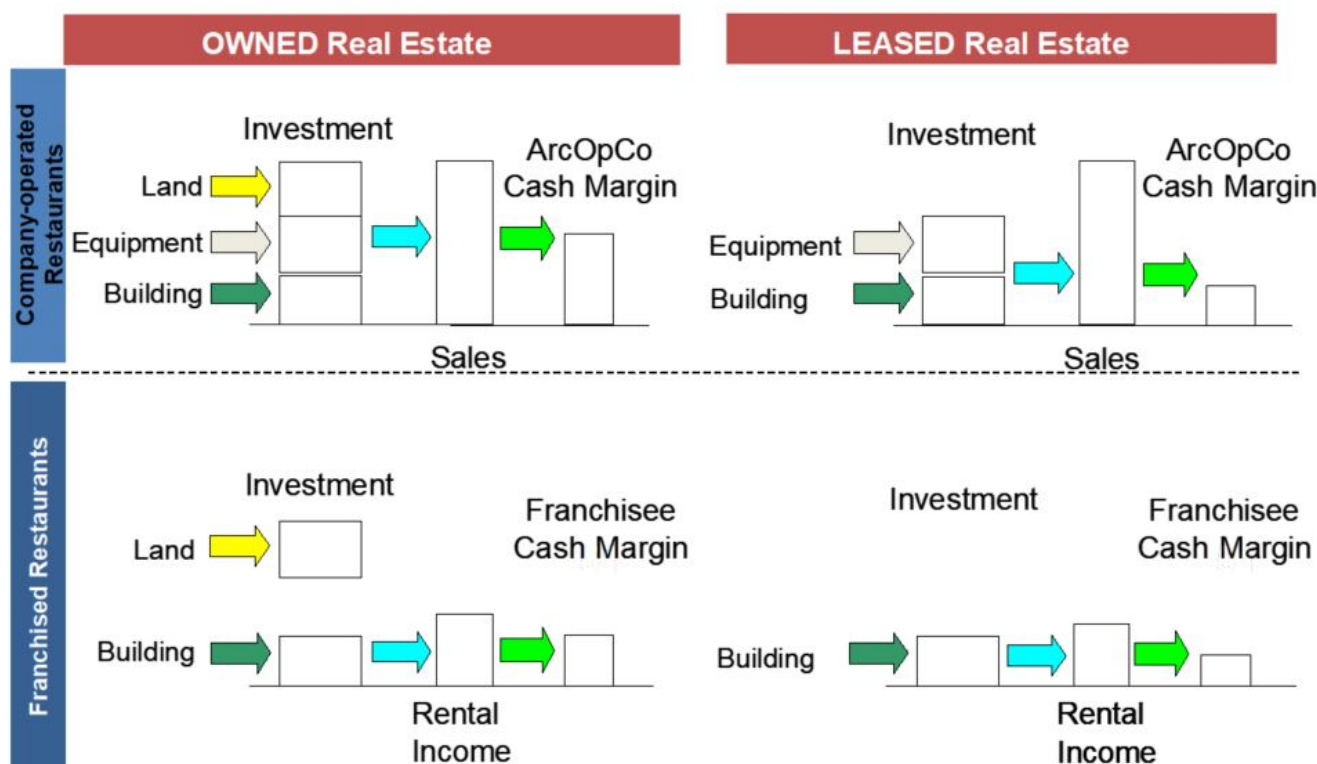 OWNED Real Estate
LEASED Real Estate
Company-operated
Restaurants
Investment
ArcOpCo
Cash Margin
Land
Equipment
Building
Sales
Investment
ArcOpCo
Cash Margin
Equipment
Building
Sales
Franchised Restaurants
Investment
Franchisee
Cash Margin
Land
Building
Rental
Income
Investment
Franchisee
Cash Margin
Building
Rental
Income